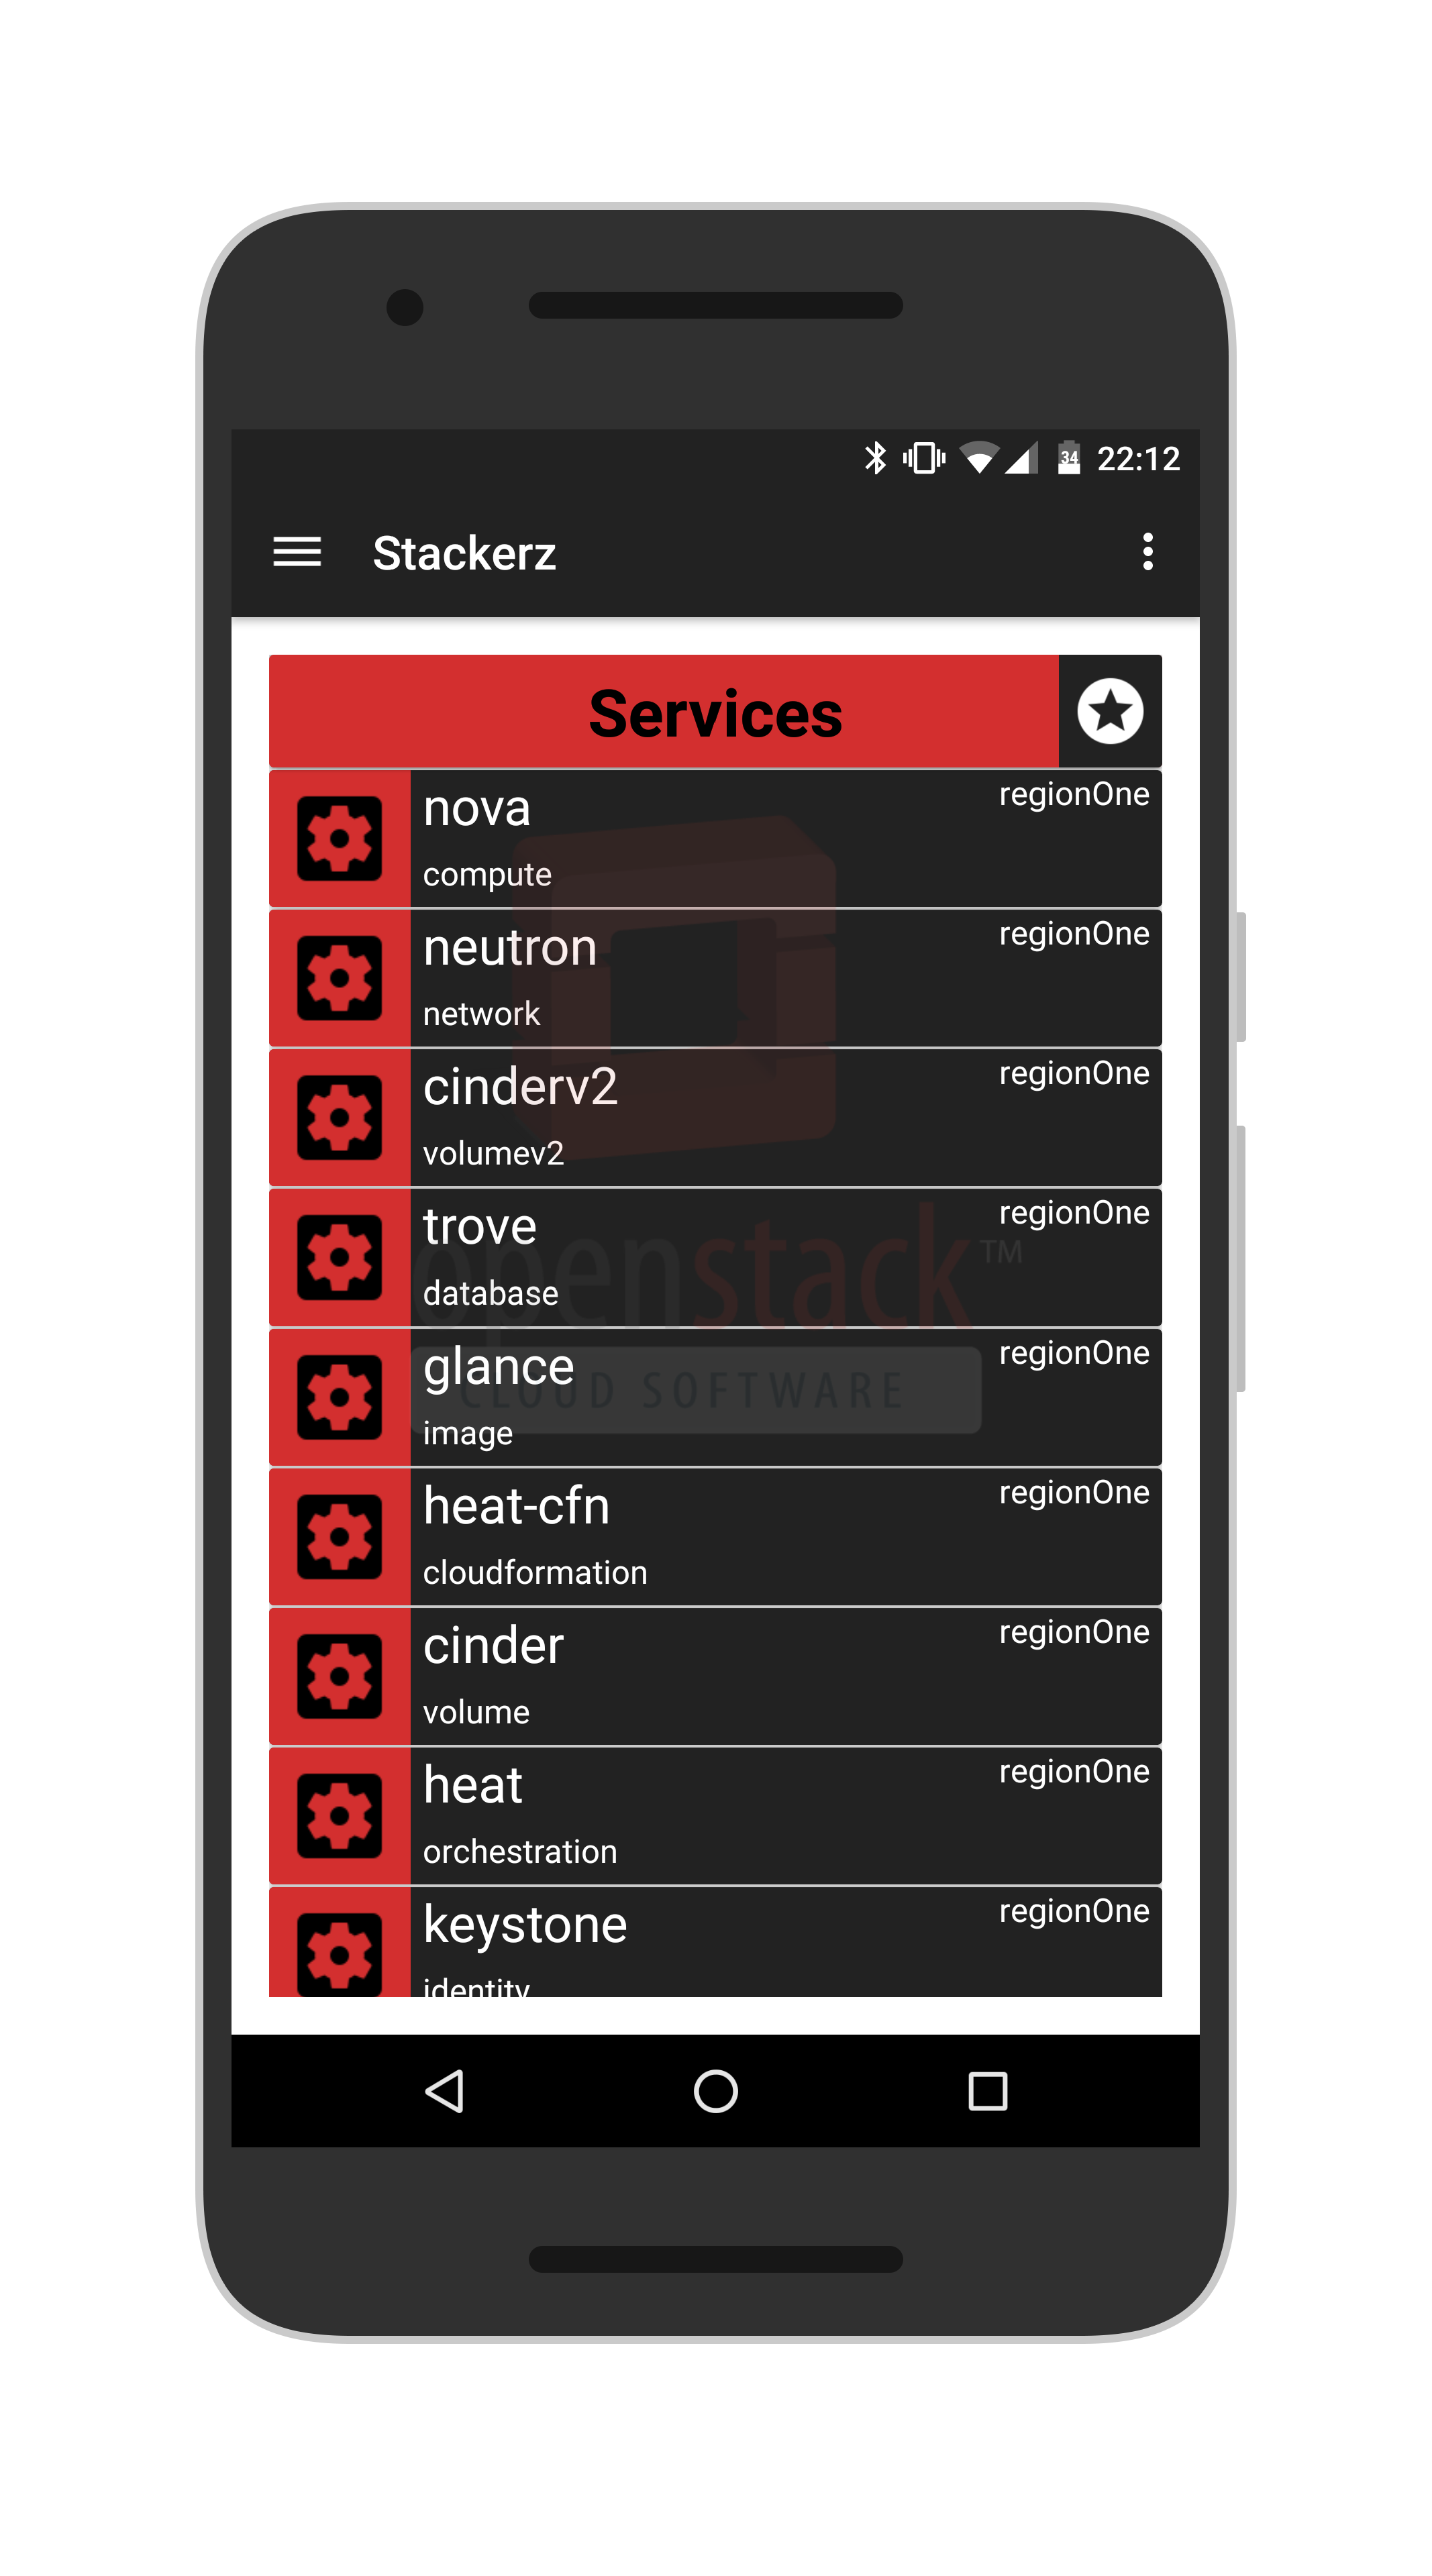 34 22:12
Stackerz
Services
nova regionOne
compute
neutron regionOne
network
cinderv2 regionOne
volumev2
trove regionOne
openstack™
database
glance regionOne
CLOUD SOFTWARE
image
heat-cfn regionOne
cloudformation
cinder regionOne
volume
heat regionOne
orchestration
keystone regionOne
identity